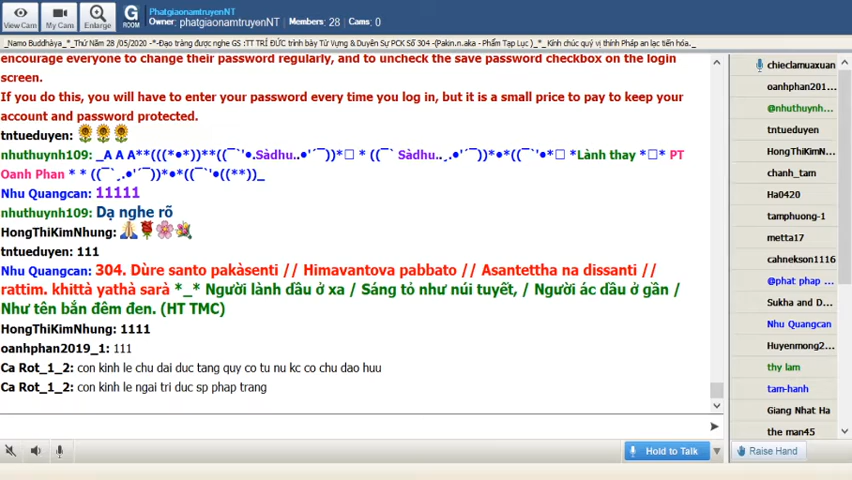 PhatgiaonamtruyenNT
Owner: phatgiaonamtruyenNT Members: 28 Cams: 0
View Cam My Cam Enlarge G ROOM
_Namo Buddhàya_*_Thứ Năm 28 /05/2020 -*-Đạo tràng được nghe GS :TT TRÍ ĐỨC trình bày Từ Vựng &Duyên Sự PCK Số 304 -(Pakin.n.aka - Phẩm Tạp Lục )_*_ Kính chúc quý vị thính Pháp an lạc tiến hóa._
encourage everyone to change their password regularly, and to uncheck the save password checkbox on the login
screen.
If you do this, you will have to enter your password every time you log in, but it is a small price to pay to keep your
account and password protected.
tntueduyen:
nhuthuynh109: _A A A**(((*•*))**((¯`'•.Sàdhu..•'´¯))*•□ * ((¯` Sàdhu..¸.•'´¯))*•*((¯`'•*□ *Lành thay *□* PT
Oanh Phan * * ((¯`¸.•'´¯))*•*((¯`'•((**))_
Nhu Quangcan: 11111
nhuthuynh109: Dạ nghe rõ
HongThiKimNhung:
tntueduyen: 111
Nhu Quangcan: 304. Dùre santo pakàsenti // Himavantova pabbato // Asantettha na dissanti //
rattim. khittà yathà sarà *_* Người lành dầu ở xa / Sáng tỏ như núi tuyết, / Người ác dầu ở gần /
Như tên bắn đêm đen. (HT TMC)
HongThiKimNhung: 1111
oanhphan2019_1: 111
Ca Rot_1_2: con kinh le chu dai duc tang quy co tu nu kc co chu dao huu
Ca Rot_1_2: con kinh le ngai tri duc sp phap trang
Hold to Talk
chieclamuaxuan
oanhphan201...
@nhuthuynh...
tntueduyen
HongThiKimN...
chanh_tam
Ha0420
tamphuong-1
metta17
cahnekson1116
@phat phap ...
Sukha and D...
Nhu Quangcan
Huyenmong2...
thy lam
tam-hanh
Giang Nhat Ha
the man45
Raise Hand